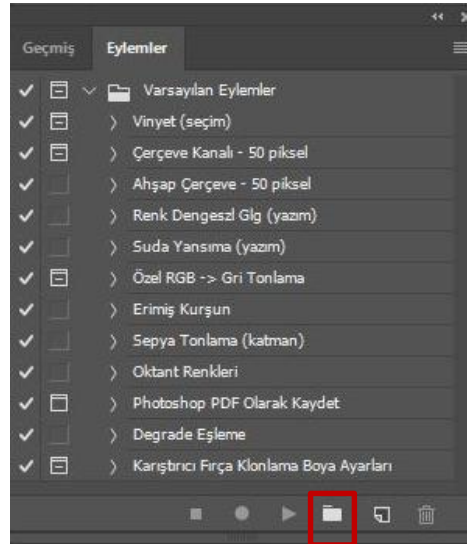 Geçmiş Eylemler
Varsayılan Eylemler
Vinyet (seçim)
Çerçeve Kanalı - 50 piksel
Ahşap Çerçeve - 50 piksel
Renk Dengeszl Glg (yazım)
Suda Yansıma (yazım)
Özel RGB -> Gri Tonlama
Erimiş Kurşun
Sepya Tonlama (katman)
Oktant Renkleri
Photoshop PDF Olarak Kaydet
Degrade Eşleme
Karıştırıcı Fırça Klonlama Boya Ayarları